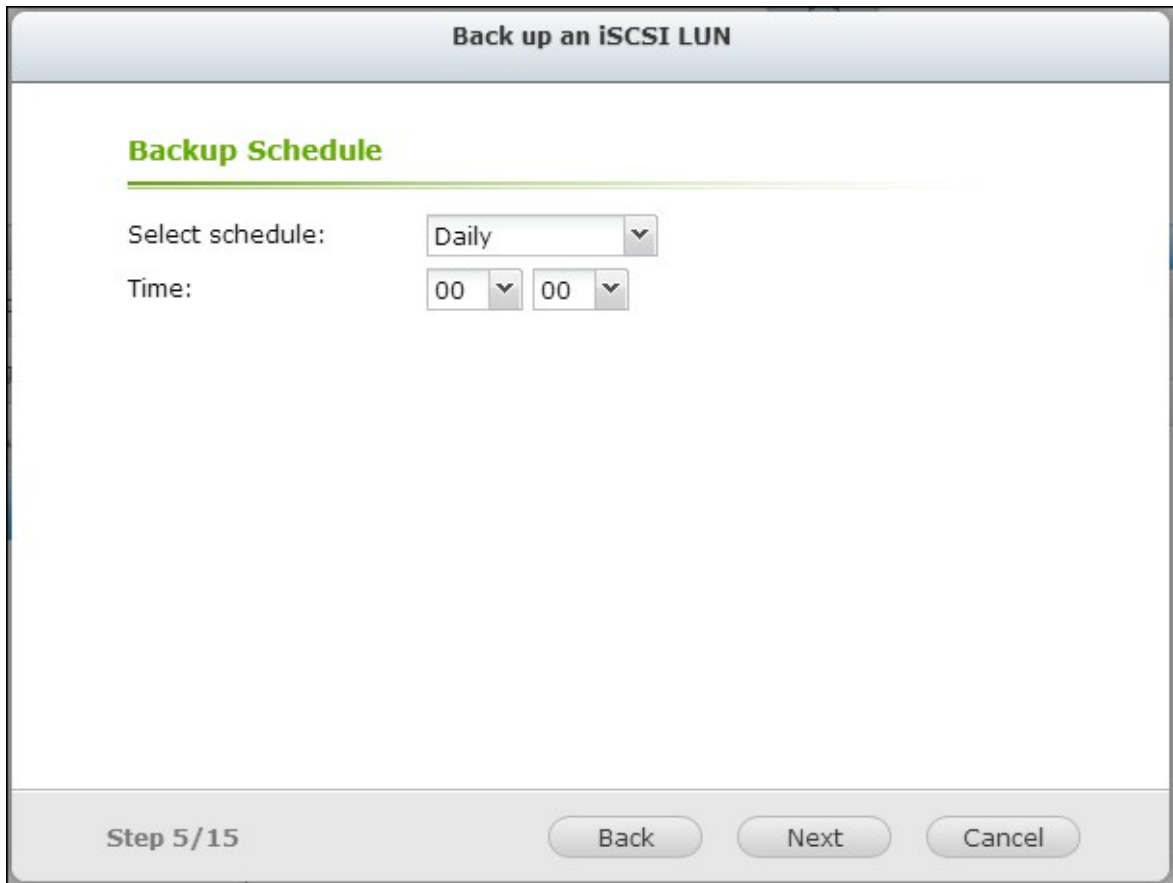 Back up an iSCSI LUN
Backup Schedule
Select schedule: Daily
Time: 00 00
Step 5/15 Back Next Cancel